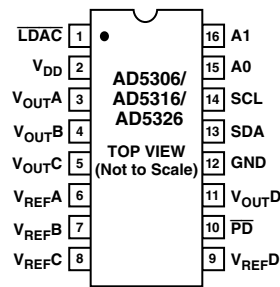 LDAC 1
VDD 2
VOUTA 3
VOUTB 4
VOUTC 5
VREFA 6
VREFB 7
VREFC 8
AD5306/
AD5316/
AD5326
TOP VIEW
(Not to Scale)
16 A1
15 A0
14 SCL
13 SDA
12 GND
11 VOUTD
10 PD
9 VREFD